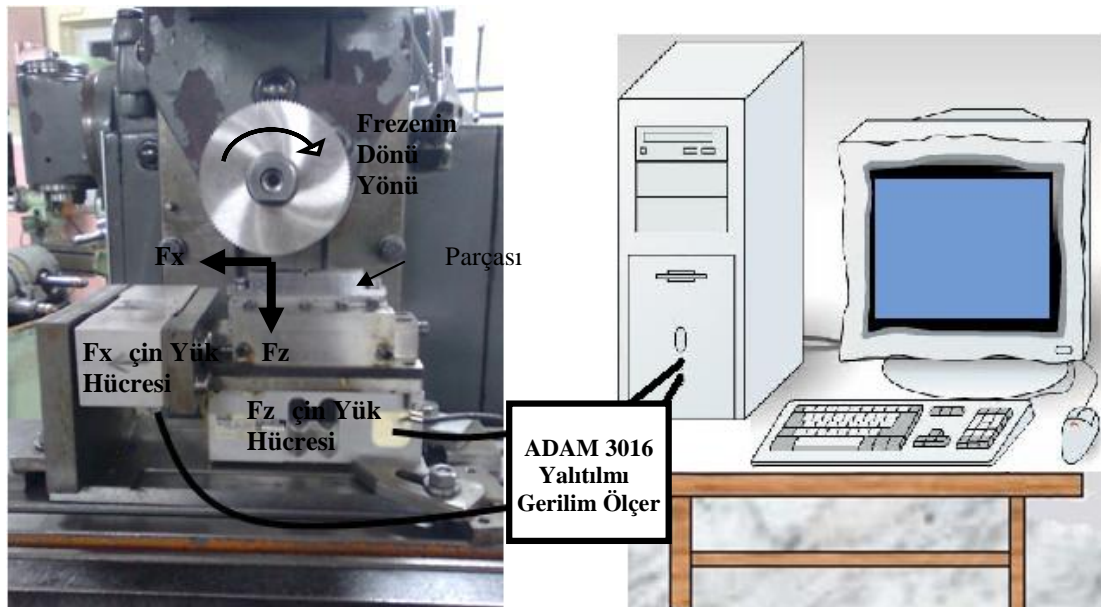 Frezenin
Dönü
Yönü
Fx
Parçası
Fx çin Yük
Hücresi
Fz
Fz çin Yük
Hücresi
ADAM 3016
Yalıtılmı
Gerilim Ölçer